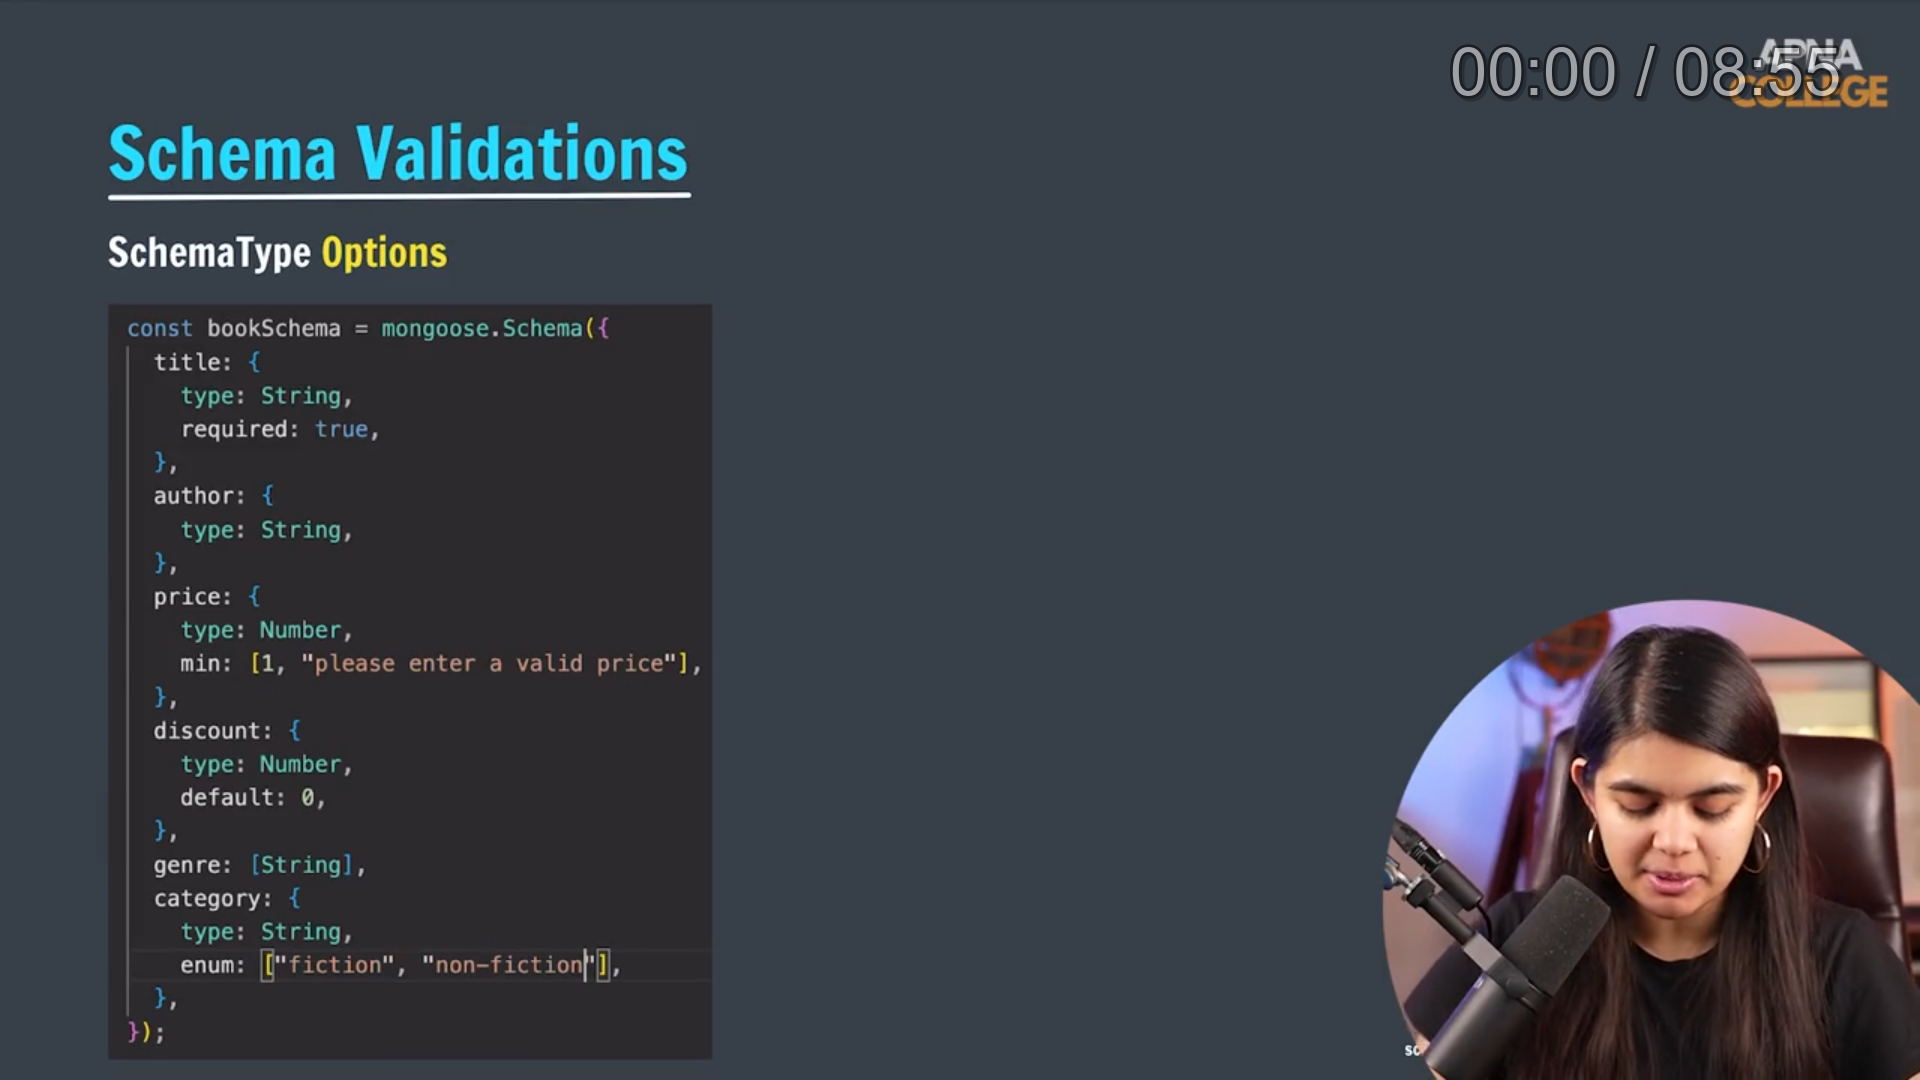 00:00 / 08:55
APNA
COLLEGE
Schema Validations
SchemaType Options
const bookSchema = mongoose.Schema({
  title: {
    type: String,
    required: true,
  },
  author: {
    type: String,
  },
  price: {
    type: Number,
    min: [1, "please enter a valid price"],
  },
  discount: {
    type: Number,
    default: 0,
  },
  genre: [String],
  category: {
    type: String,
    enum: ["fiction", "non-fiction"],
  },
});